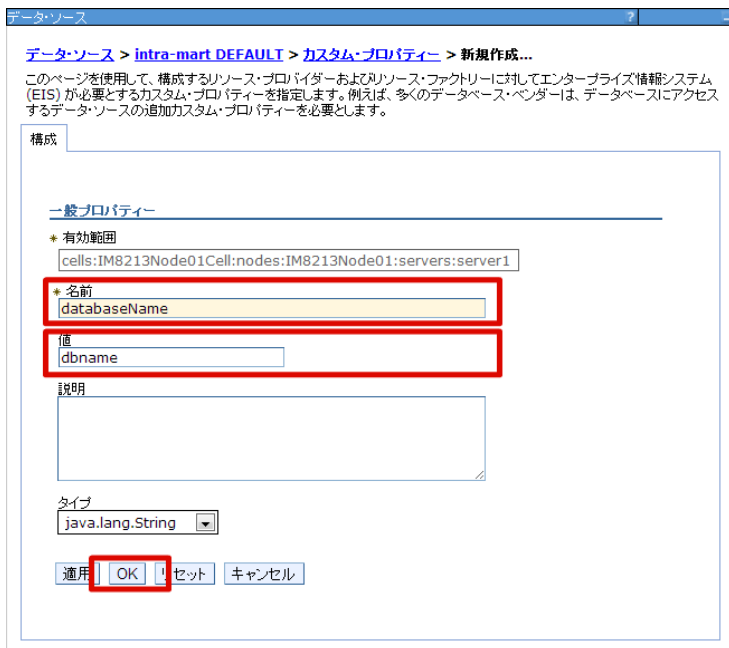 データ・ソース ?
データ・ソース > intra-mart DEFAULT > カスタム・プロパティー > 新規作成...
このページを使用して、構成するリソース・プロバイダーおよびリソース・ファクトリーに対してエンタープライズ情報システム
(EIS) が必要とするカスタム・プロパティーを指定します。例えば、多くのデータベース・ベンダーは、データベースにアクセス
するデータ・ソースの追加カスタム・プロパティーを必要とします。
構成
一般プロパティー
* 有効範囲
cells:IM8213Node01Cell:nodes:IM8213Node01:servers:server1
* 名前
databaseName
値
dbname
説明
タイプ
java.lang.String
適用 OK リセット キャンセル